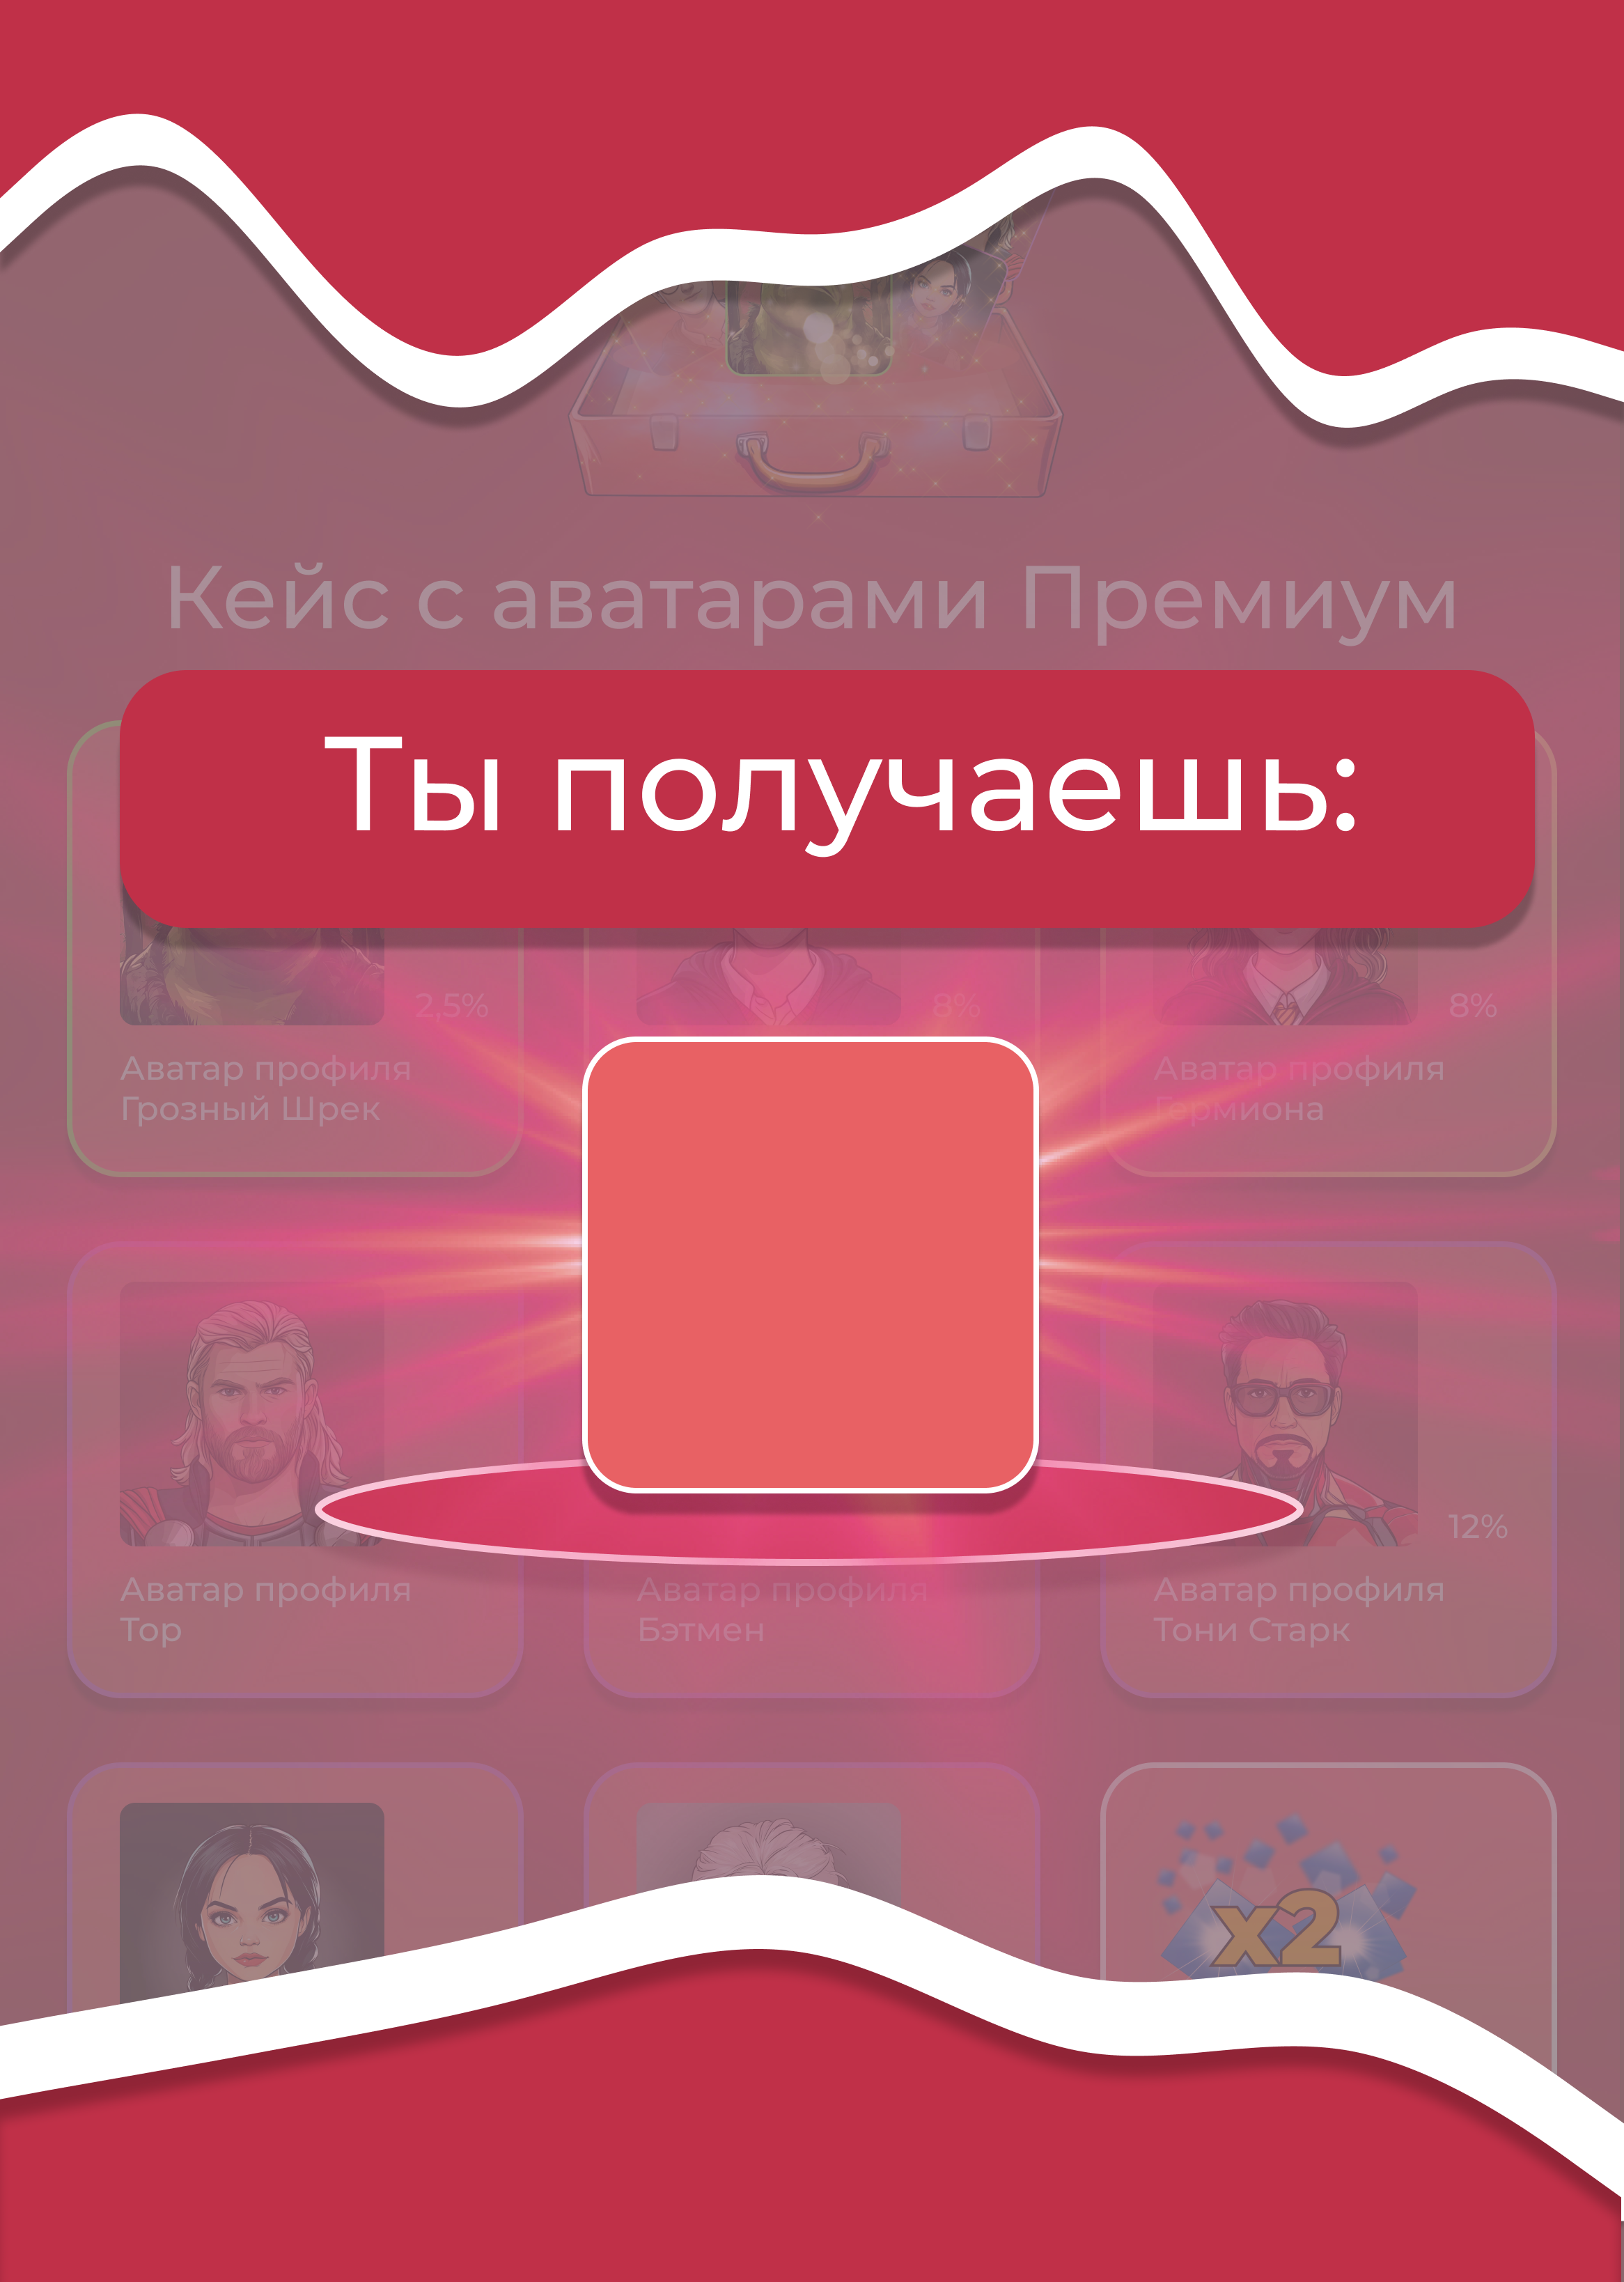 Кейс с аватарами Премиум
Ты получаешь:
2,5%
8%
8%
Аватар профиля
Грозный Шрек
Аватар профиля
Гермиона
12%
Аватар профиля
Тор
Аватар профиля
Бэтмен
Аватар профиля
Тони Старк
x2